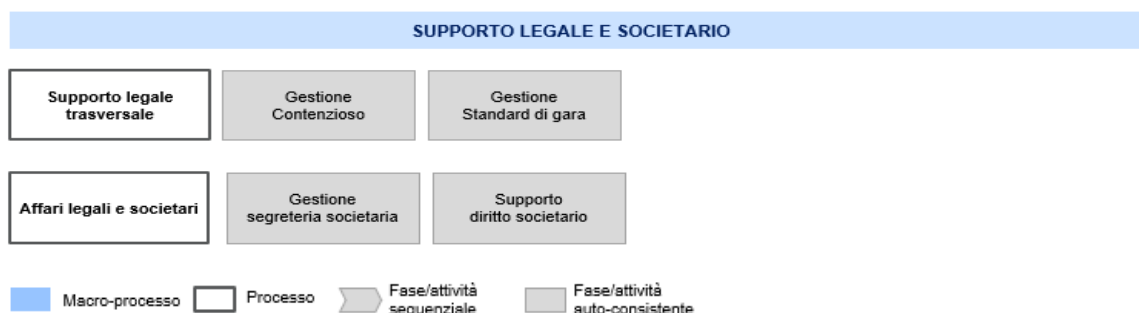 SUPPORTO LEGALE E SOCIETARIO
Supporto legale
trasversale
Gestione
Contenzioso
Gestione
Standard di gara
Affari legali e societari
Gestione
segreteria societaria
Supporto
diritto societario
Macro-processo
Processo
Fase/attività
sequenziale
Fase/attività
auto-consistente